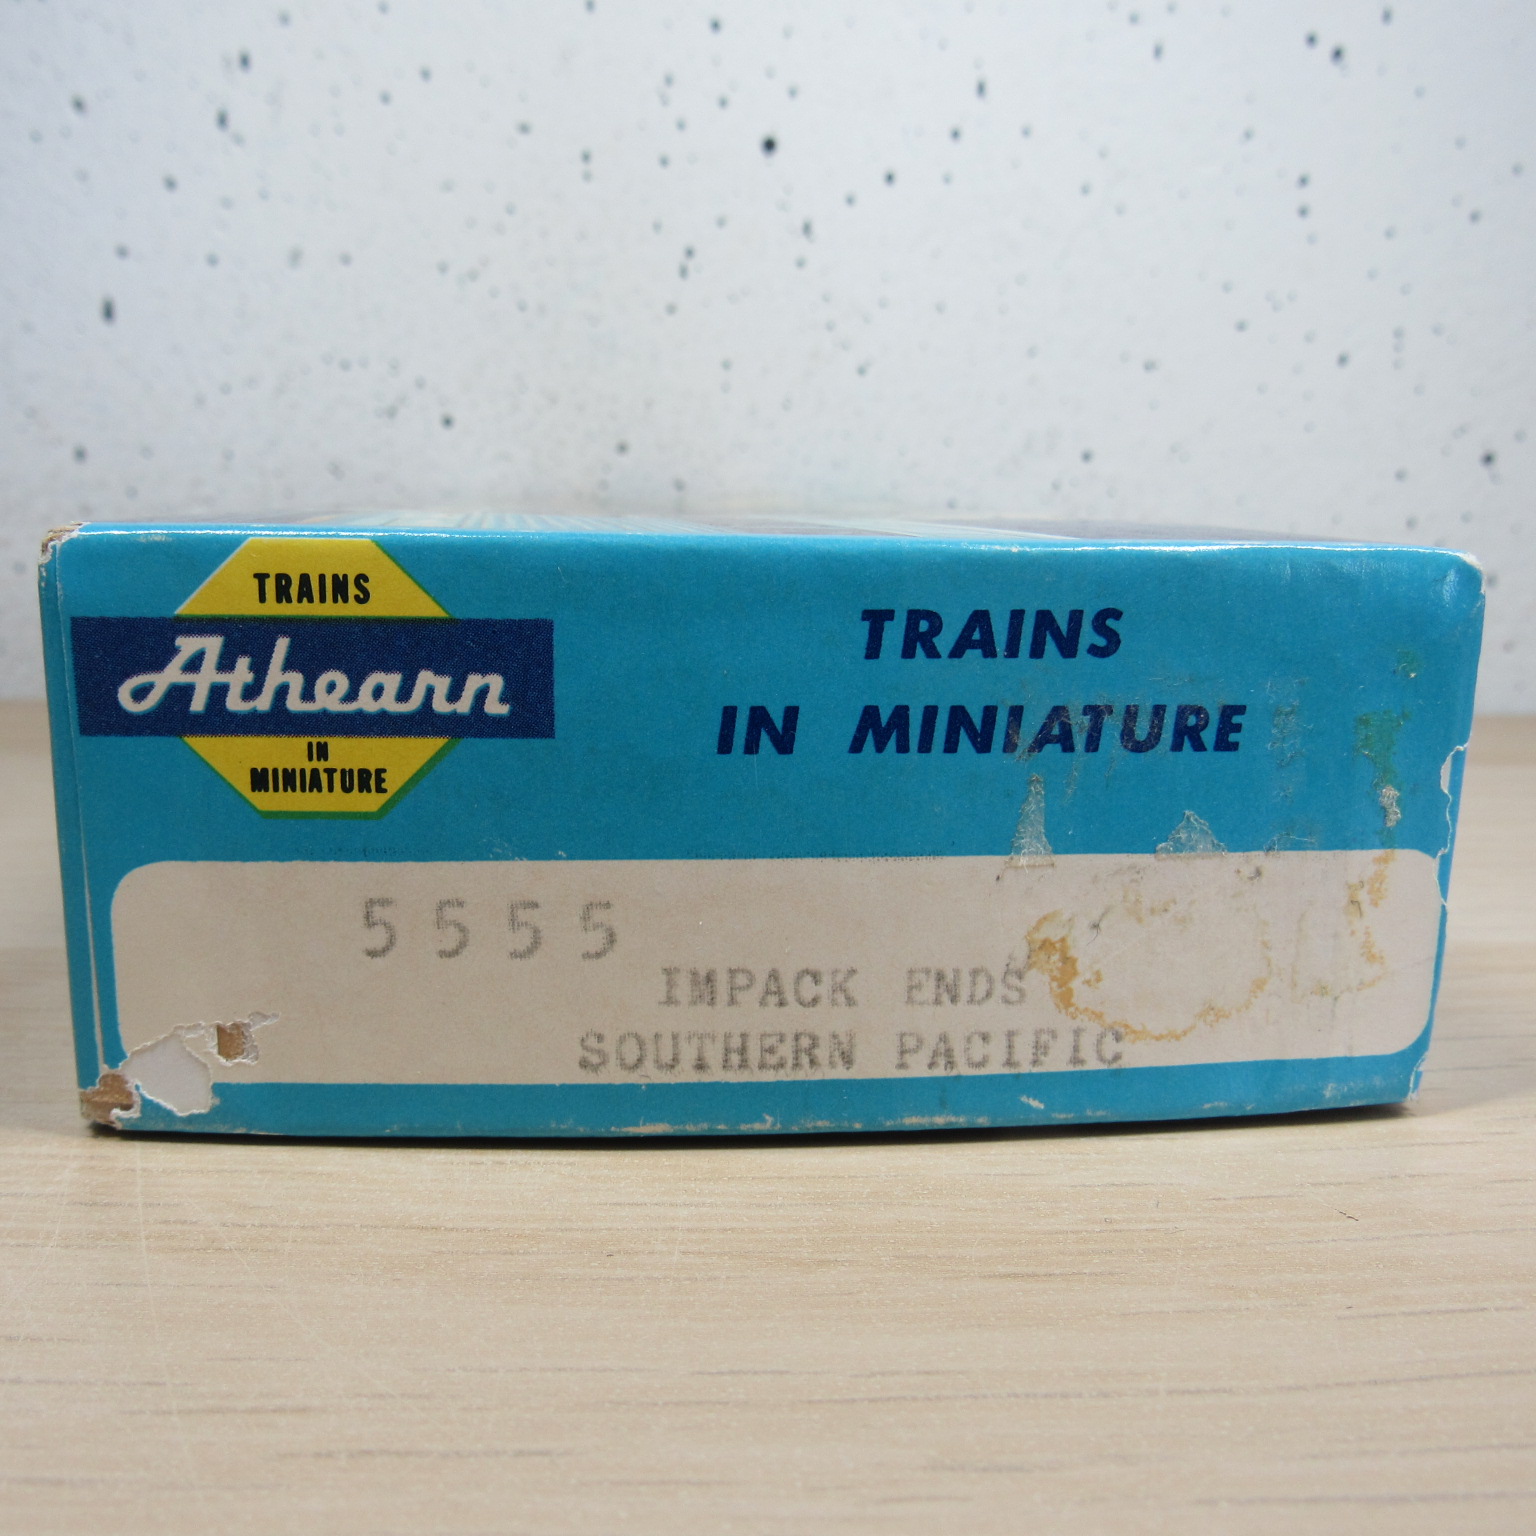 TRAINS
Athearn
IN
MINIATURE
TRAINS
IN MINIATURE
5555
IMPACK ENDS
SOUTHERN PACIFIC